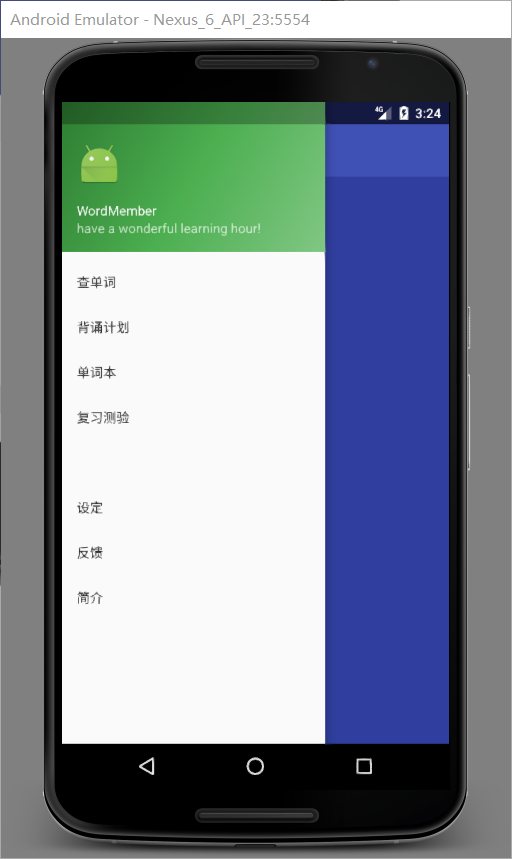 Android Emulator - Nexus_6_API_23:5554
4G
3:24
WordMember
have a wonderful learning hour!
查单词
背诵计划
单词本
复习测验
设定
反馈
简介